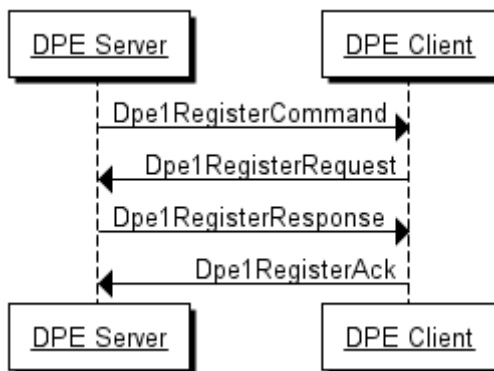 DPE Server DPE Client
Dpe1RegisterCommand
Dpe1RegisterRequest
Dpe1RegisterResponse
Dpe1RegisterAck
DPE Server DPE Client